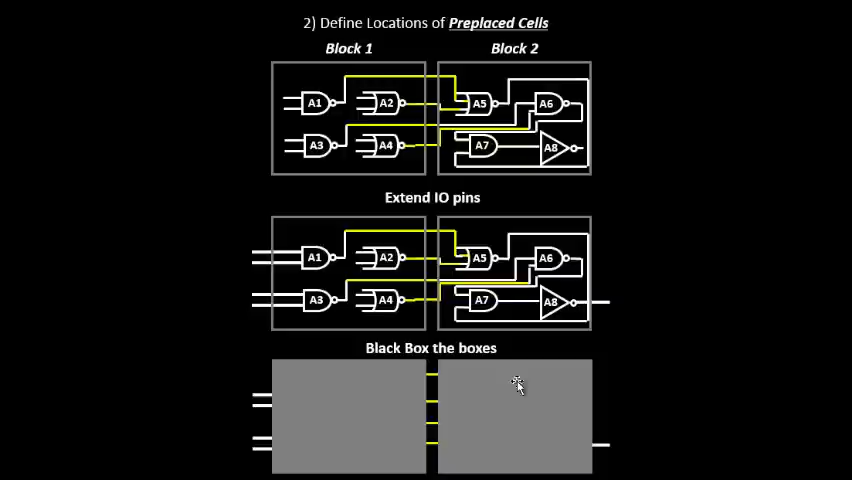 2) Define Locations of Preplaced Cells
Block 1 Block 2
A1 A2 A5 A6
A3 A4 A7 A8
Extend IO pins
A1 A2 A5 A6
A3 A4 A7 A8
Black Box the boxes